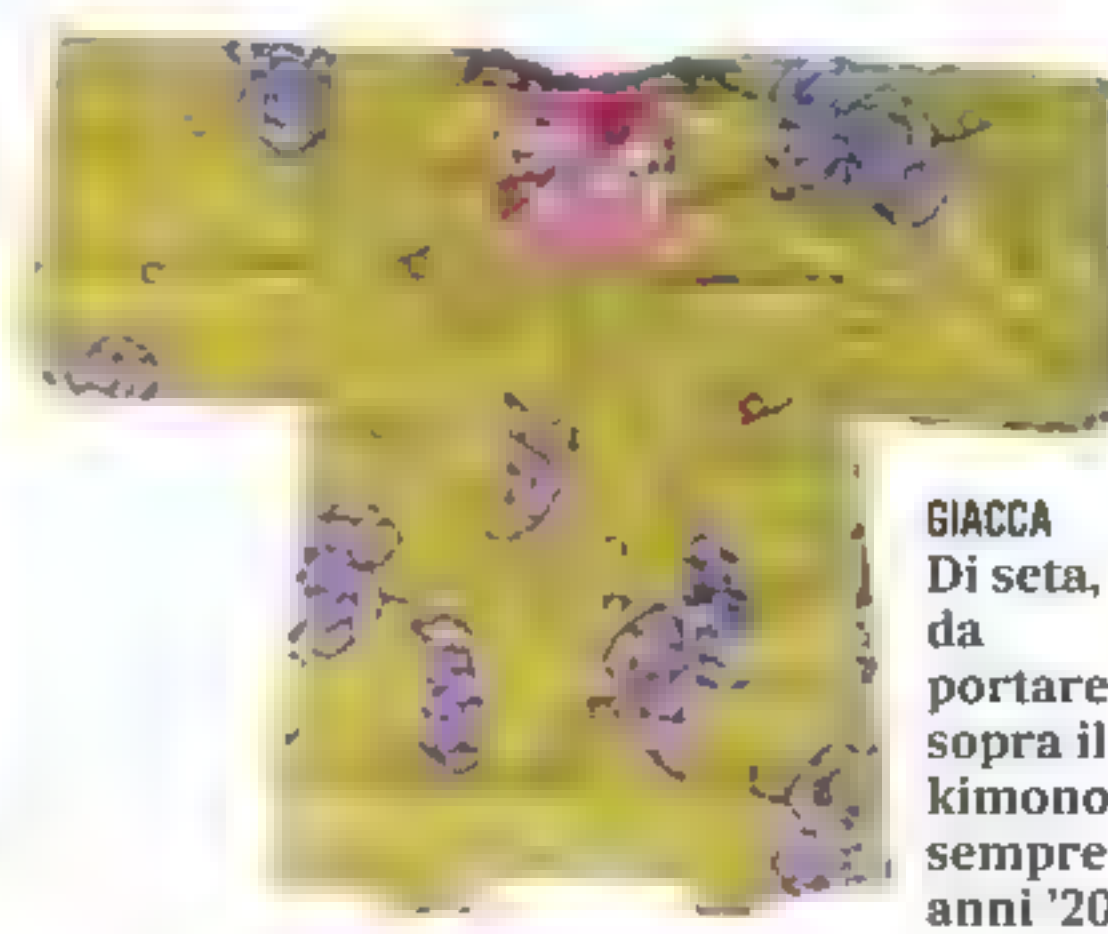 GIACCA
Di seta,
da
portare
sopra il
kimono
sempre
anni '20